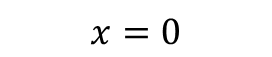 x = 0